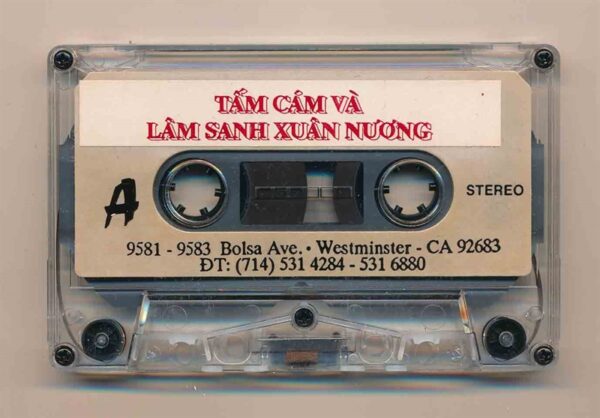 TẤM CÁM VÀ
LÂM SANH XUÂN NƯƠNG
A
STEREO
9581 - 9583 Bolsa Ave. • Westminster - CA 92683
ĐT: (714) 531 4284 - 531 6880